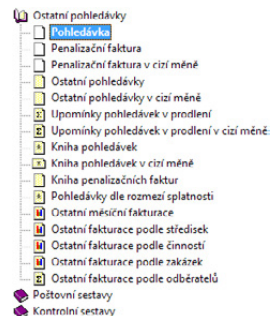 Ostatní pohledávky
Pohledávka
Penalizační faktura
Penalizační faktura v cizí měně
Ostatní pohledávky
Ostatní pohledávky v cizí měně
Upomínky pohledávek v prodlení
Upomínky pohledávek v prodlení v cizí měně
Kniha pohledávek
Kniha pohledávek v cizí měně
Kniha penalizačních faktur
Pohledávky dle rozmezí splatnosti
Ostatní měsíční fakturace
Ostatní fakturace podle středisek
Ostatní fakturace podle činností
Ostatní fakturace podle zakázek
Ostatní fakturace podle odběratelů
Poštovní sestavy
Kontrolní sestavy